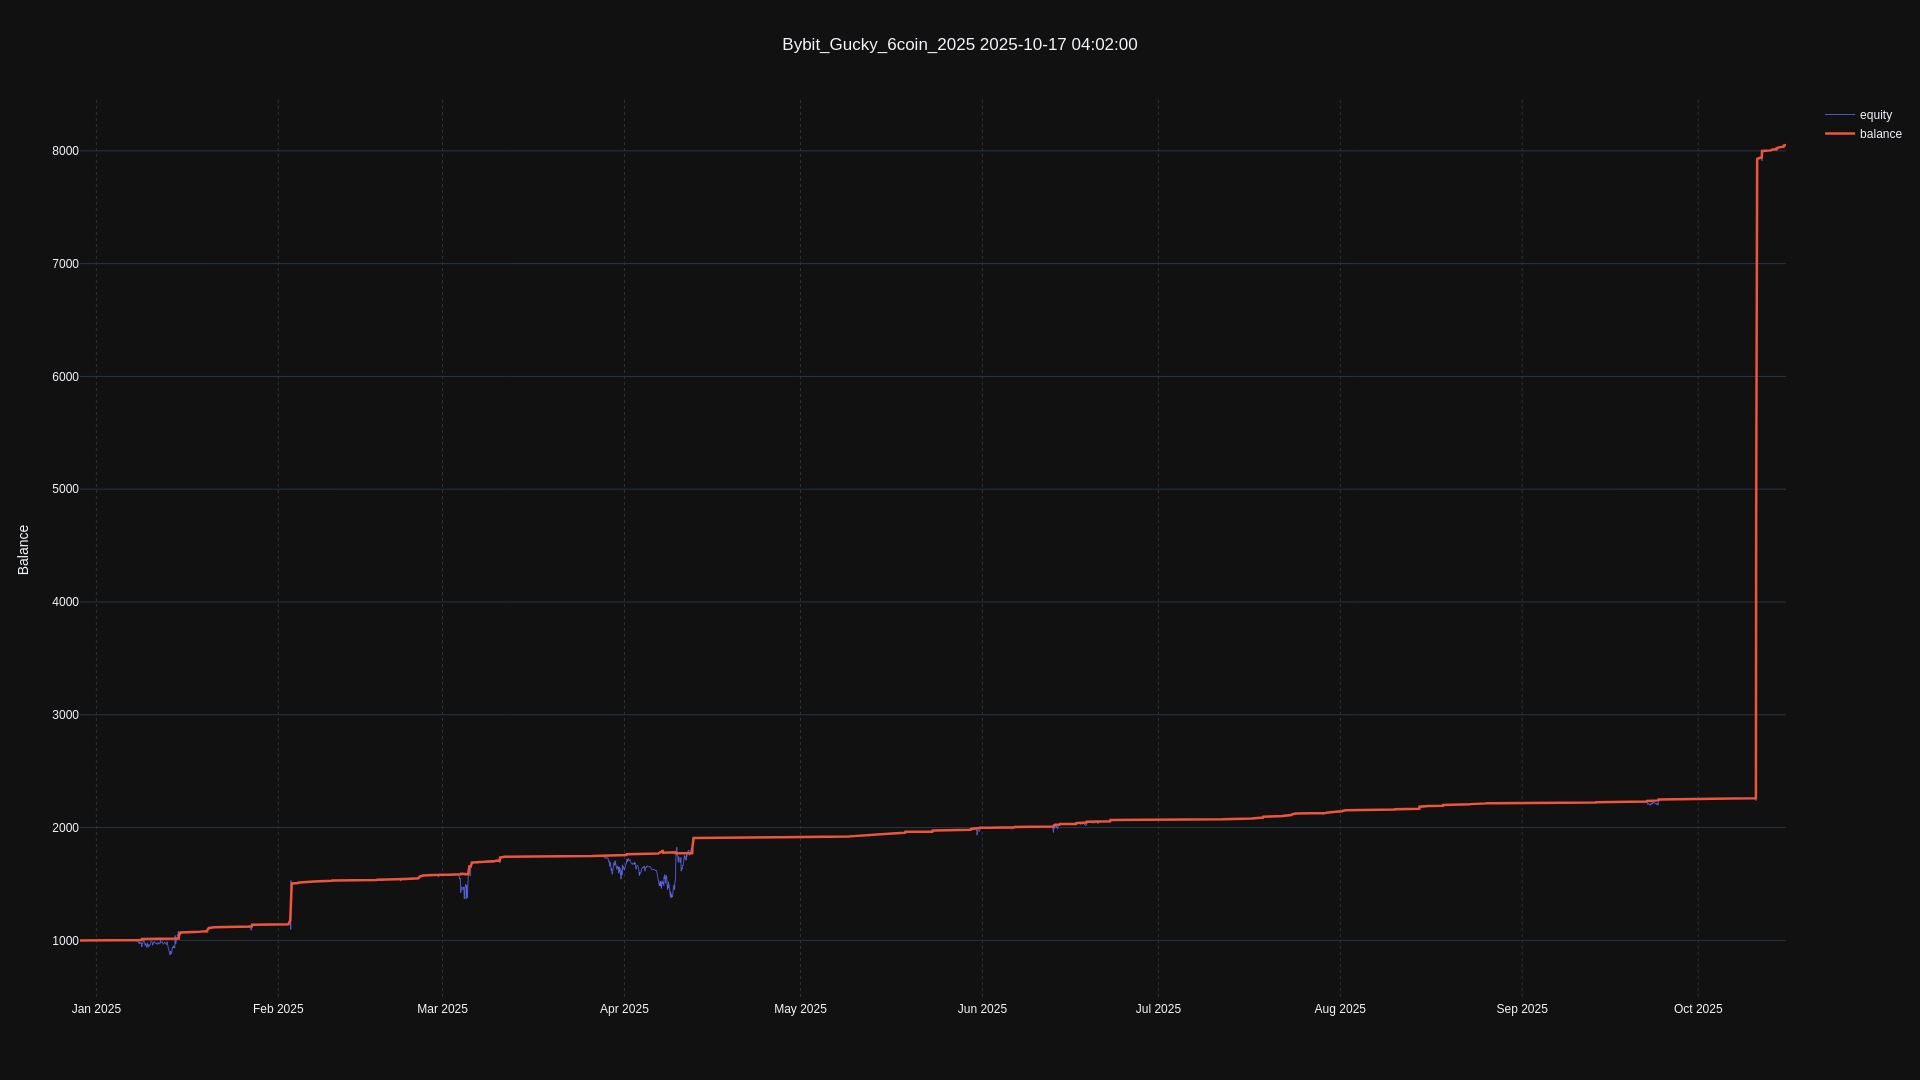 Bybit_Gucky_6coin_2025 2025-10-17 04:02:00
equity
balance
8000
7000
6000
5000
4000
3000
2000
1000
Balance
Jan 2025
Feb 2025
Mar 2025
Apr 2025
May 2025
Jun 2025
Jul 2025
Aug 2025
Sep 2025
Oct 2025